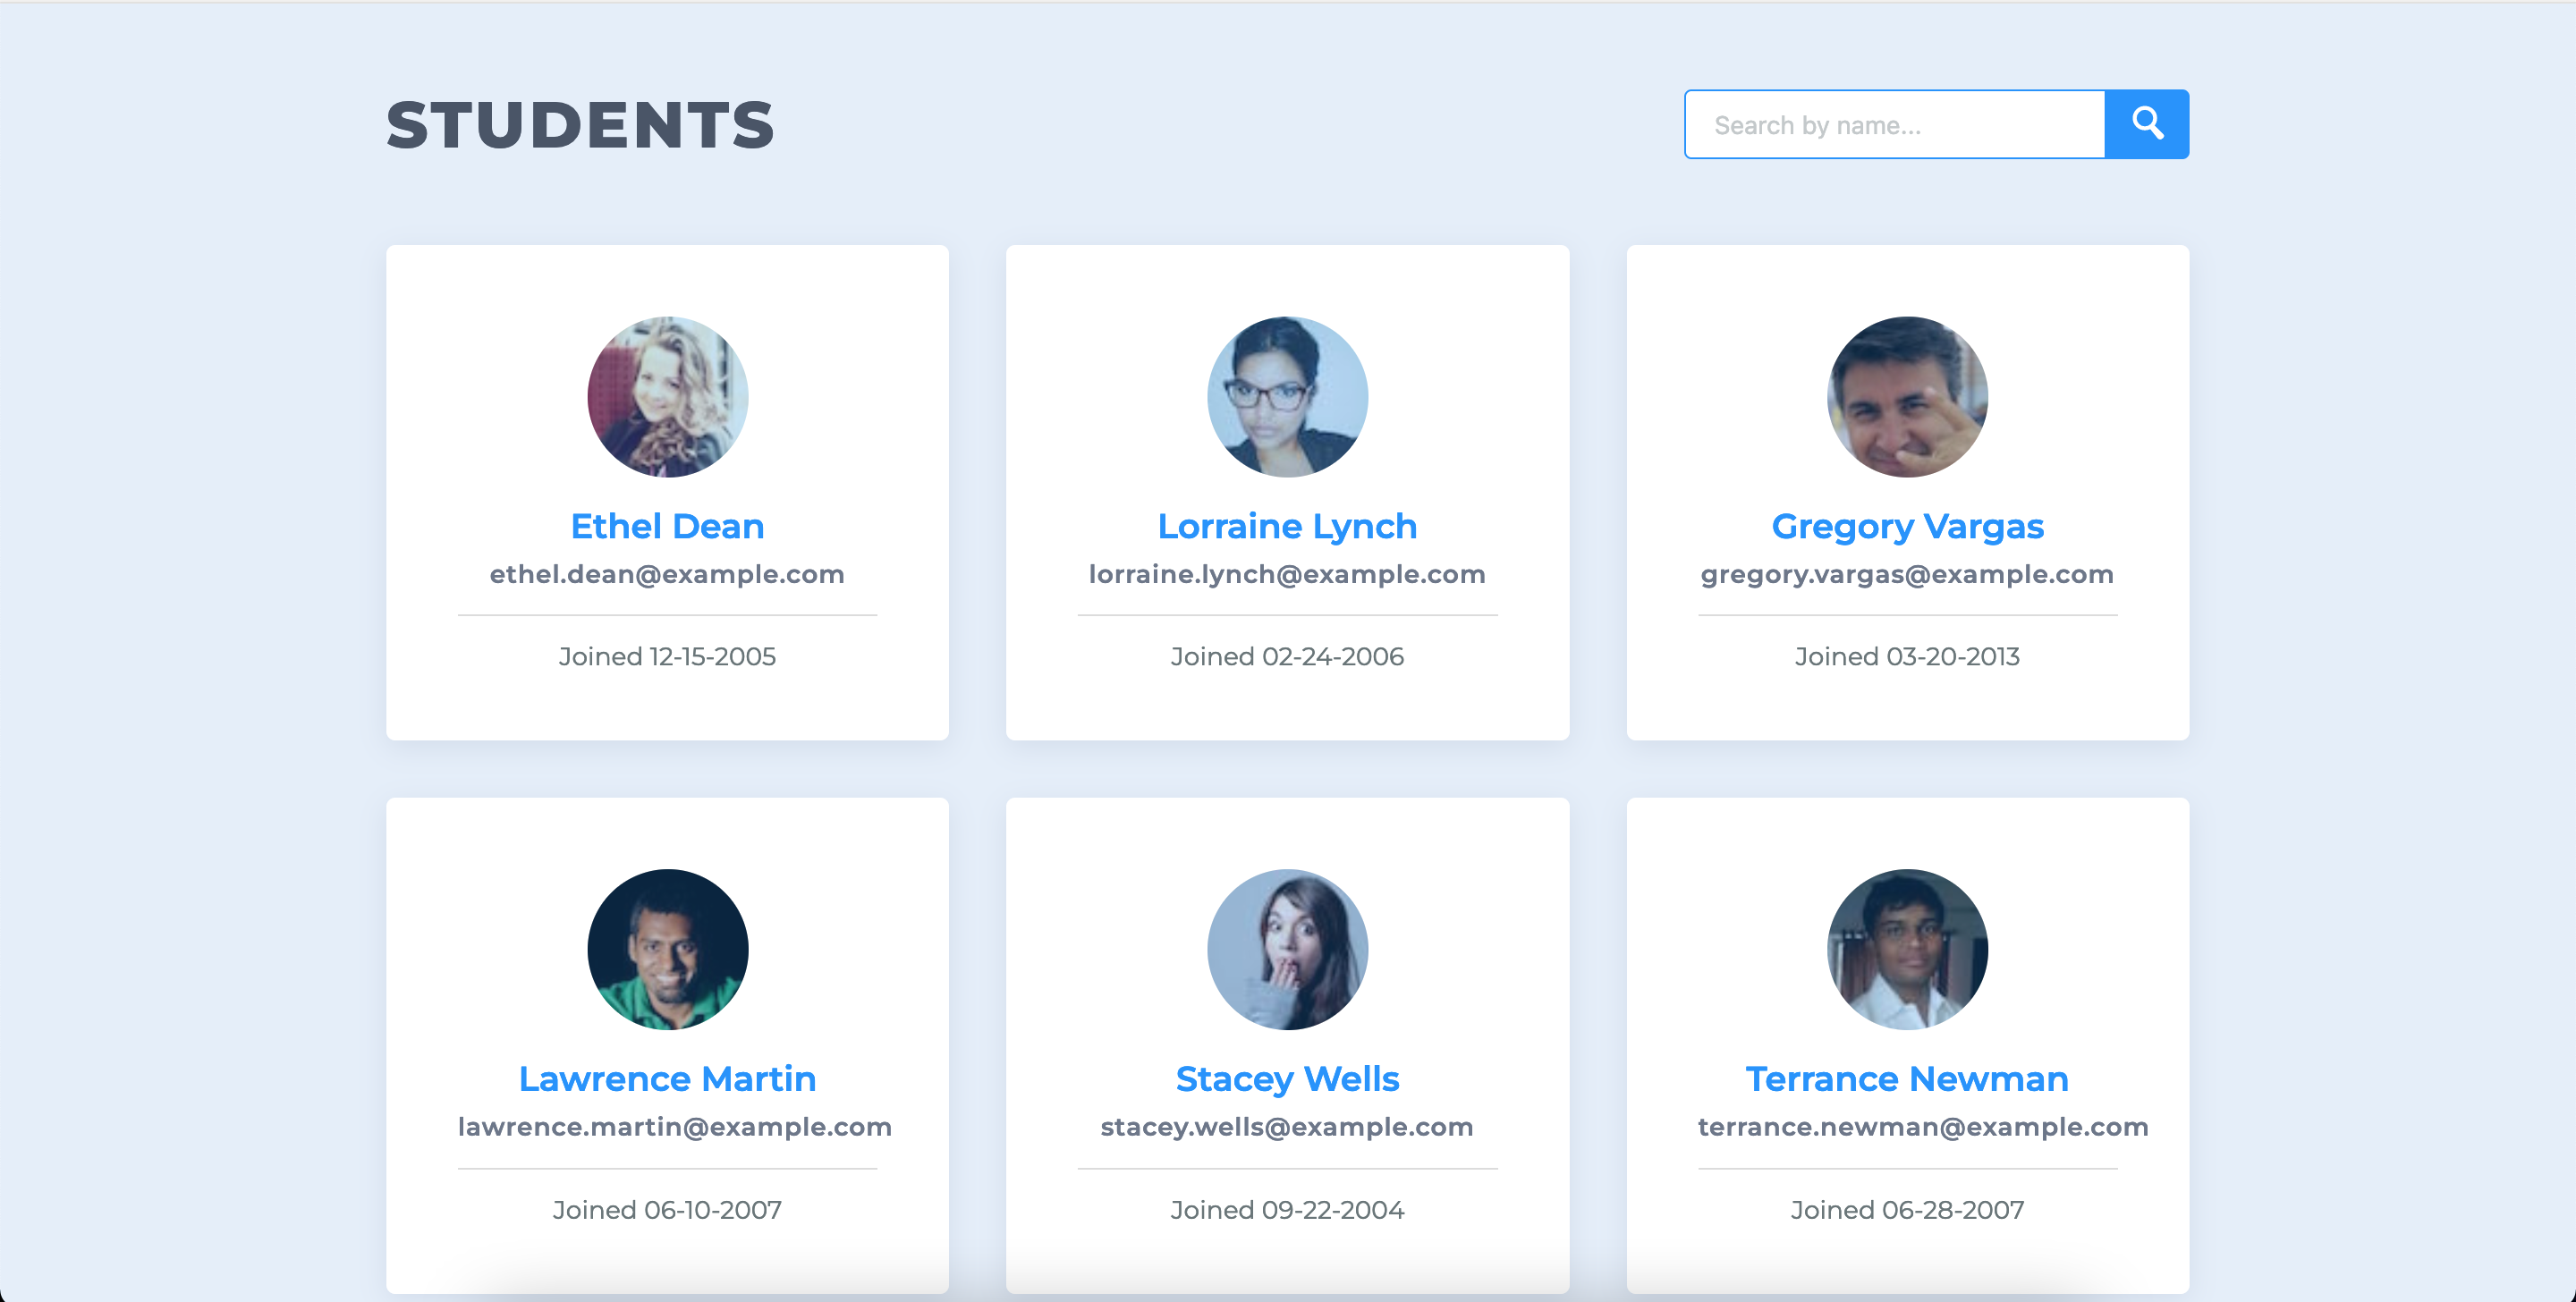 STUDENTS
Search by name...
Ethel Dean
ethel.dean@example.com
Joined 12-15-2005
Lorraine Lynch
lorraine.lynch@example.com
Joined 02-24-2006
Gregory Vargas
gregory.vargas@example.com
Joined 03-20-2013
Lawrence Martin
lawrence.martin@example.com
Joined 06-10-2007
Stacey Wells
stacey.wells@example.com
Joined 09-22-2004
Terrance Newman
terrance.newman@example.com
Joined 06-28-2007